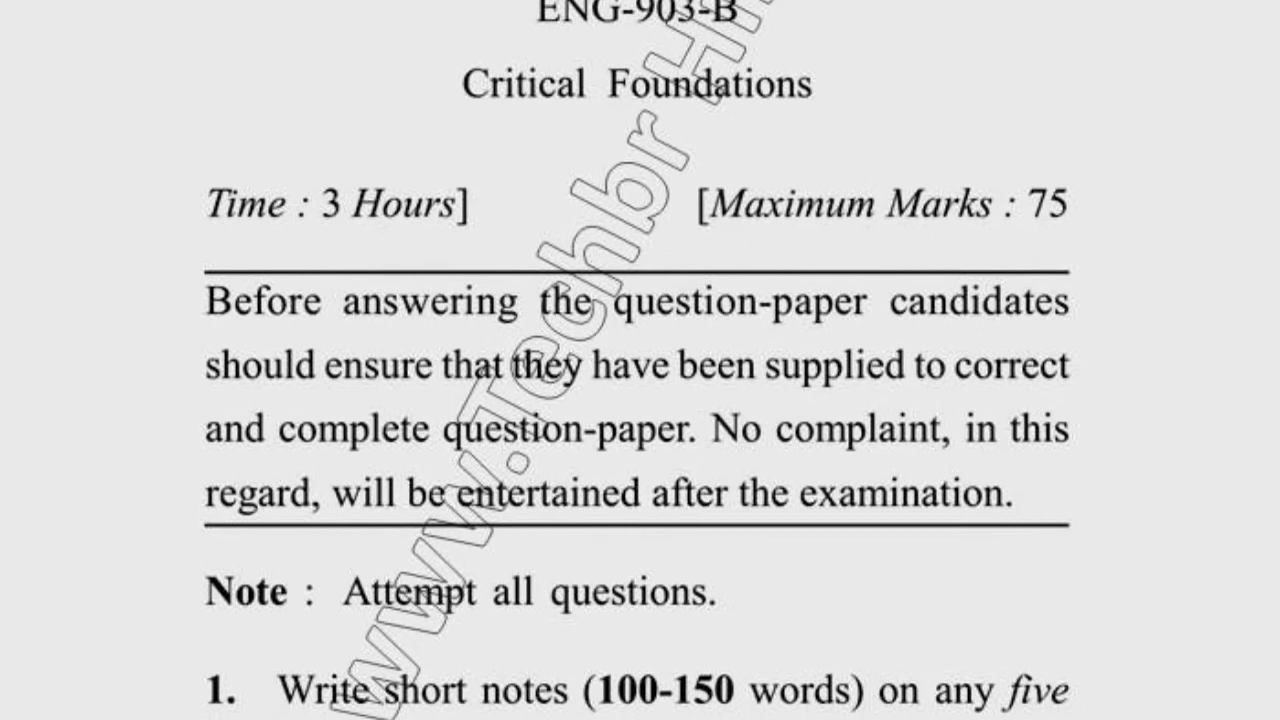 ENG-903-B
Critical Foundations
Time : 3 Hours] [Maximum Marks : 75
Before answering the question-paper candidates
should ensure that they have been supplied to correct
and complete question-paper. No complaint, in this
regard, will be entertained after the examination.
Note : Attempt all questions.
1. Write short notes (100-150 words) on any five
www.Techbr